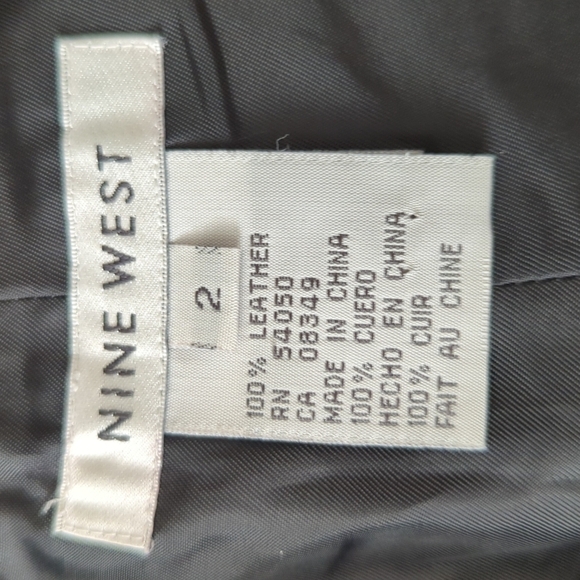 NINE WEST
2
100% LEATHER
RN 54050
CA 08349
MADE IN CHINA
100% CUERO
HECHO EN CHINA
100% CUIR
FAIT AU CHINE